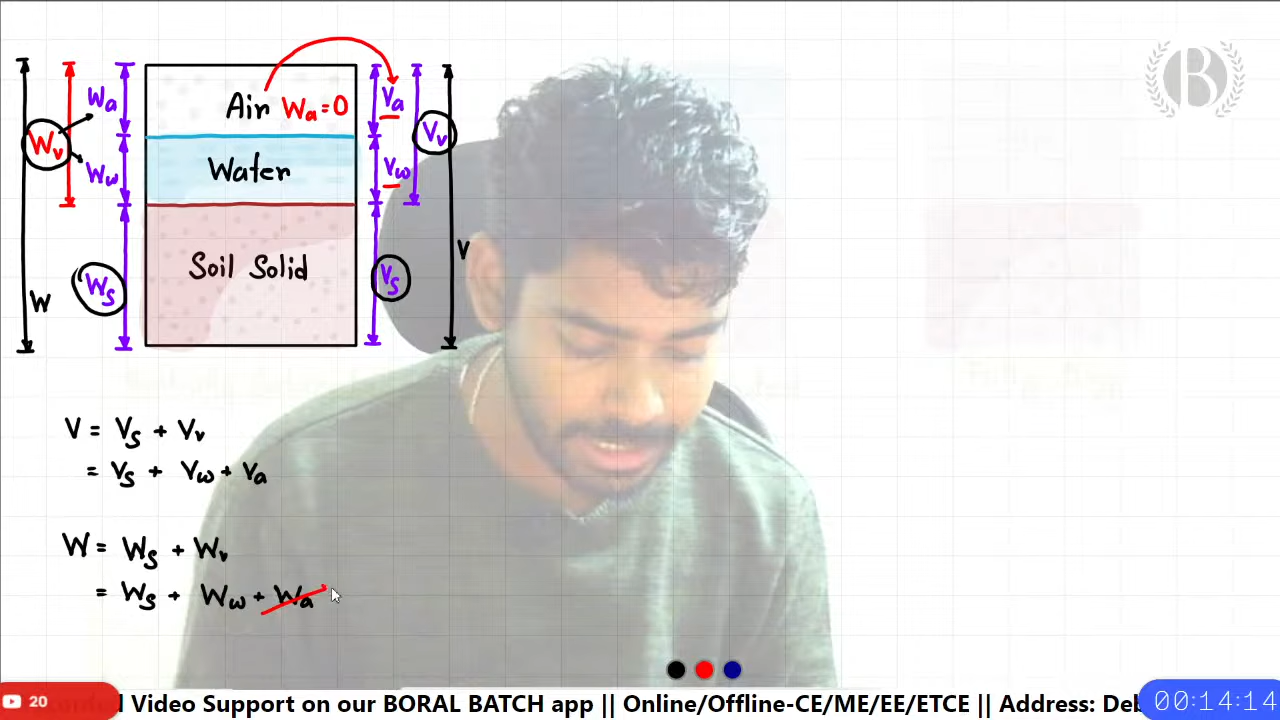 Air Wa=0
Va
Wa
Wv
Vv
Water
Vw
Ww
V
Soil Solid
Vs
Ws
W
V = Vs + Vv
= Vs + Vw + Va
W = Ws + Wv
= Ws + Ww + Wa
B
20
Video Support on our BORAL BATCH app || Online/Offline-CE/ME/EE/ETCE || Address: Deb
00:14:14